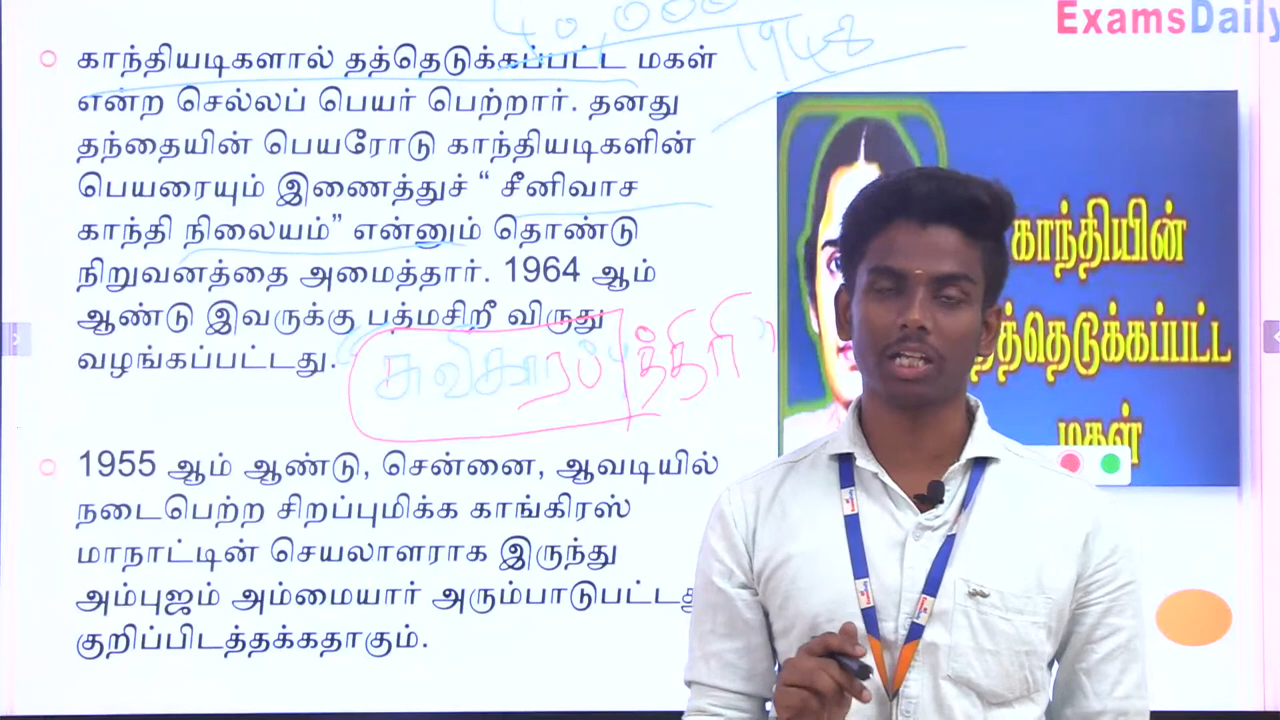 ExamsDaily
1948
காந்தியடிகளால் தத்தெடுக்கப்பட்ட மகள்
என்ற செல்லப் பெயர் பெற்றார். தனது
தந்தையின் பெயரோடு காந்தியடிகளின்
பெயரையும் இணைத்துச் “ சீனிவாச
காந்தி நிலையம்” என்னும் தொண்டு
நிறுவனத்தை அமைத்தார். 1964 ஆம்
ஆண்டு இவருக்கு பத்மசிறீ விருது
வழங்கப்பட்டது.
1955 ஆம் ஆண்டு, சென்னை, ஆவடியில்
நடைபெற்ற சிறப்புமிக்க காங்கிரஸ்
மாநாட்டின் செயலாளராக இருந்து
அம்புஜம் அம்மையார் அரும்பாடுபட்டது
குறிப்பிடத்தக்கதாகும்.
காந்தியின்
தத்தெடுக்கப்பட்ட
மகள்